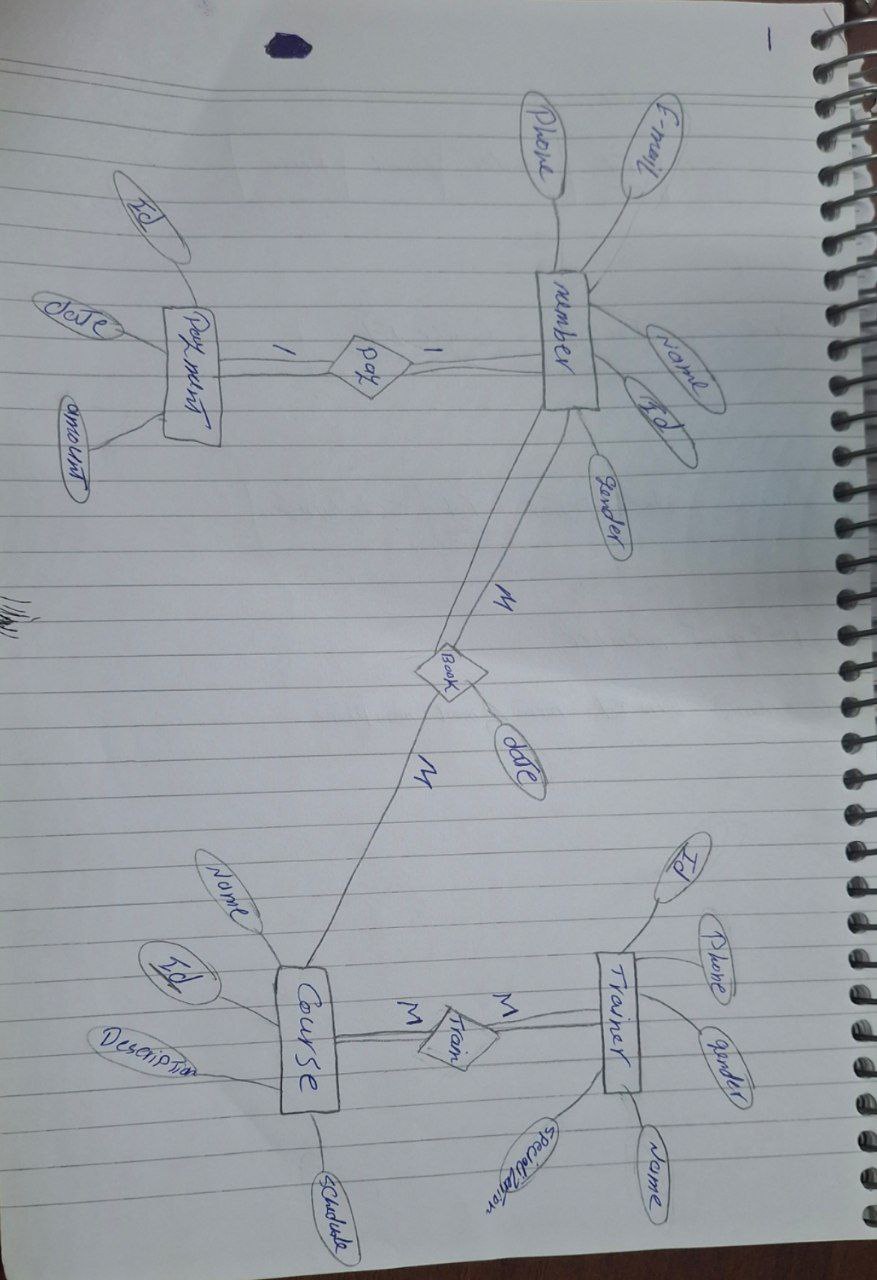 E-mail
Phone
Name
Id
gender
member
1
pay
1
Payment
Id
date
amount
M
Book
date
M
Id
Phone
gender
Name
Trainer
specialization
M
Train
M
Course
Name
Id
Description
schedule